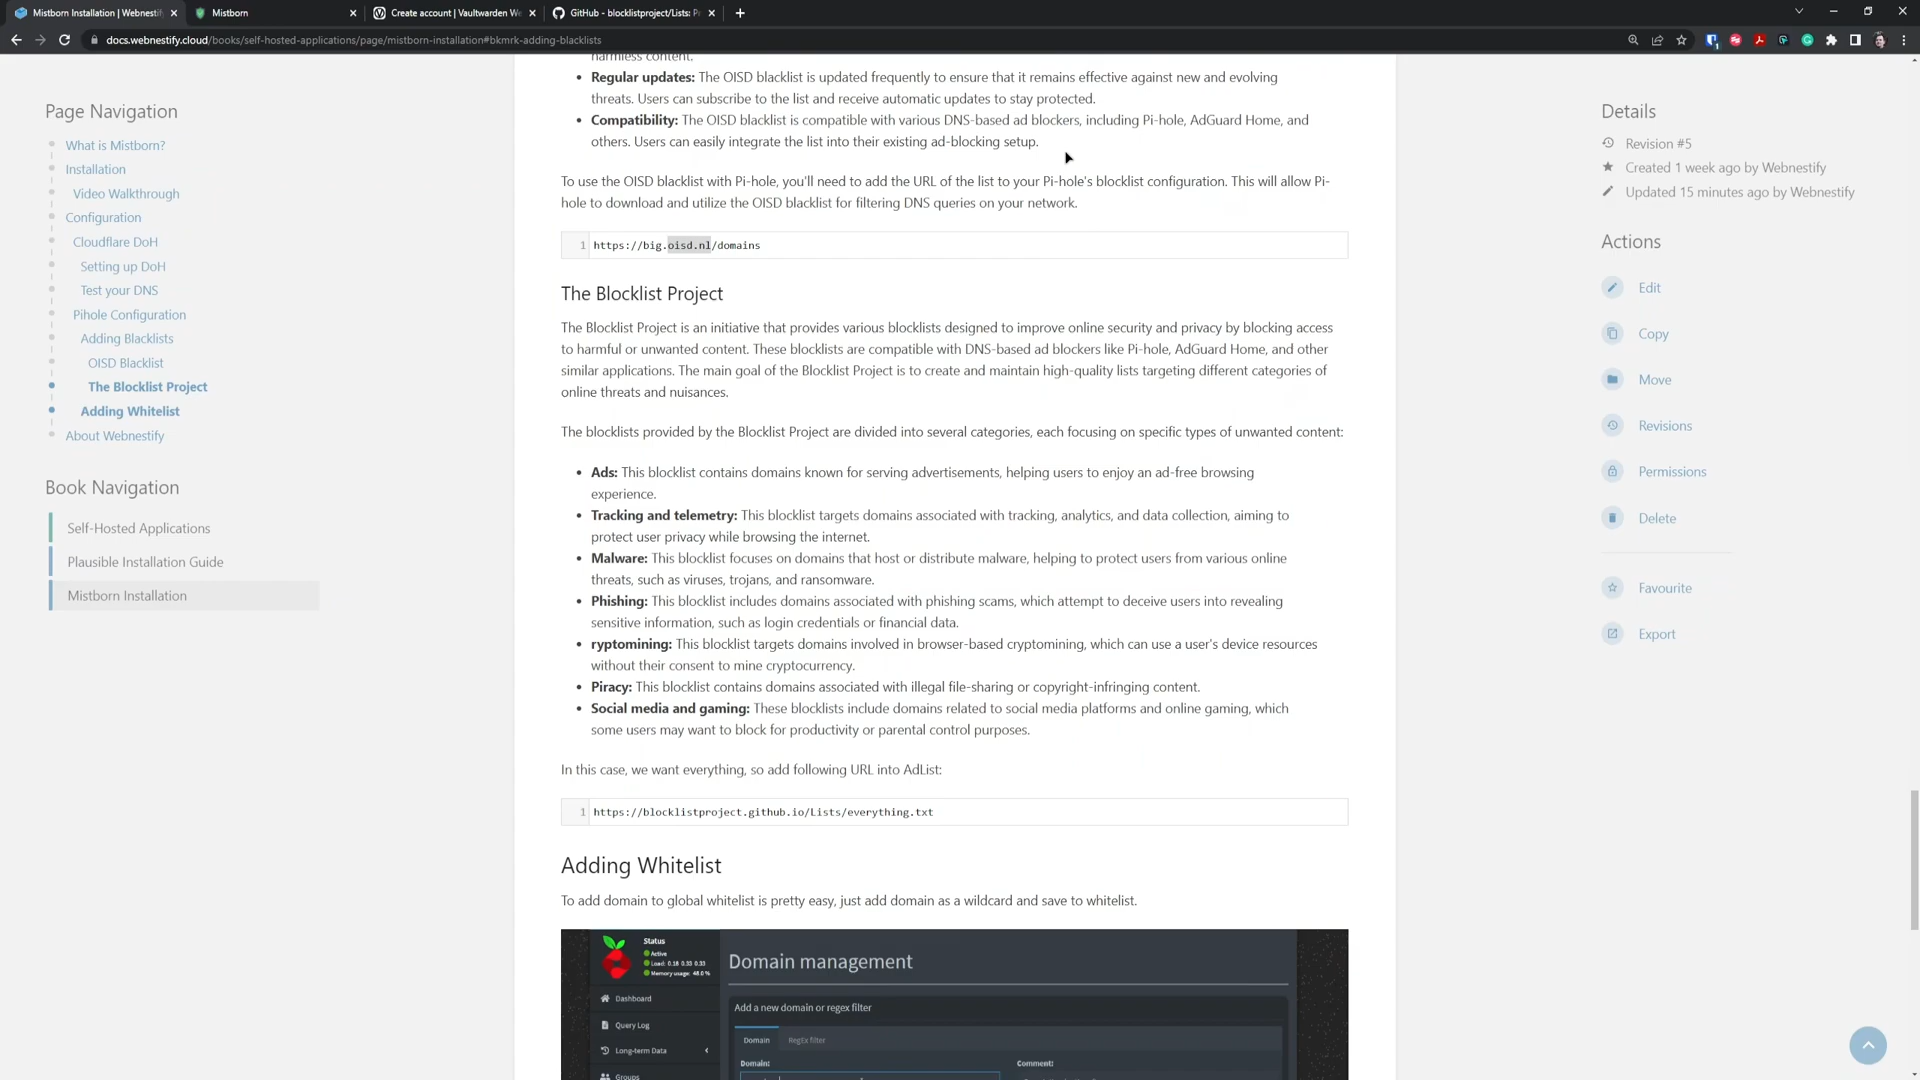 Mistborn Installation | Webnestif
Mistborn
Create account | Vaultwarden We
GitHub - blocklistproject/Lists: P
docs.webnestify.cloud/books/self-hosted-applications/page/mistborn-installation#bkmrk-adding-blacklists
Page Navigation
What is Mistborn?
Installation
Video Walkthrough
Configuration
Cloudflare DoH
Setting up DoH
Test your DNS
Pihole Configuration
Adding Blacklists
OISD Blacklist
The Blocklist Project
Adding Whitelist
About Webnestify
Book Navigation
Self-Hosted Applications
Plausible Installation Guide
Mistborn Installation
harmless content.
Regular updates: The OISD blacklist is updated frequently to ensure that it remains effective against new and evolving
threats. Users can subscribe to the list and receive automatic updates to stay protected.
Compatibility: The OISD blacklist is compatible with various DNS-based ad blockers, including Pi-hole, AdGuard Home, and
others. Users can easily integrate the list into their existing ad-blocking setup.
To use the OISD blacklist with Pi-hole, you'll need to add the URL of the list to your Pi-hole's blocklist configuration. This will allow Pi-
hole to download and utilize the OISD blacklist for filtering DNS queries on your network.
1 https://big.oisd.nl/domains
The Blocklist Project
The Blocklist Project is an initiative that provides various blocklists designed to improve online security and privacy by blocking access
to harmful or unwanted content. These blocklists are compatible with DNS-based ad blockers like Pi-hole, AdGuard Home, and other
similar applications. The main goal of the Blocklist Project is to create and maintain high-quality lists targeting different categories of
online threats and nuisances.
The blocklists provided by the Blocklist Project are divided into several categories, each focusing on specific types of unwanted content:
Ads: This blocklist contains domains known for serving advertisements, helping users to enjoy an ad-free browsing
experience.
Tracking and telemetry: This blocklist targets domains associated with tracking, analytics, and data collection, aiming to
protect user privacy while browsing the internet.
Malware: This blocklist focuses on domains that host or distribute malware, helping to protect users from various online
threats, such as viruses, trojans, and ransomware.
Phishing: This blocklist includes domains associated with phishing scams, which attempt to deceive users into revealing
sensitive information, such as login credentials or financial data.
ryptomining: This blocklist targets domains involved in browser-based cryptomining, which can use a user's device resources
without their consent to mine cryptocurrency.
Piracy: This blocklist contains domains associated with illegal file-sharing or copyright-infringing content.
Social media and gaming: These blocklists include domains related to social media platforms and online gaming, which
some users may want to block for productivity or parental control purposes.
In this case, we want everything, so add following URL into AdList:
1 https://blocklistproject.github.io/Lists/everything.txt
Adding Whitelist
To add domain to global whitelist is pretty easy, just add domain as a wildcard and save to whitelist.
Status
Active
Load: 0.18 0.33 0.33
Memory usage: 48.0 %
Dashboard
Query Log
Long-term Data
Groups
Domain management
Add a new domain or regex filter
Domain
RegEx filter
Domain:
Comment:
Details
Revision #5
Created 1 week ago by Webnestify
Updated 15 minutes ago by Webnestify
Actions
Edit
Copy
Move
Revisions
Permissions
Delete
Favourite
Export